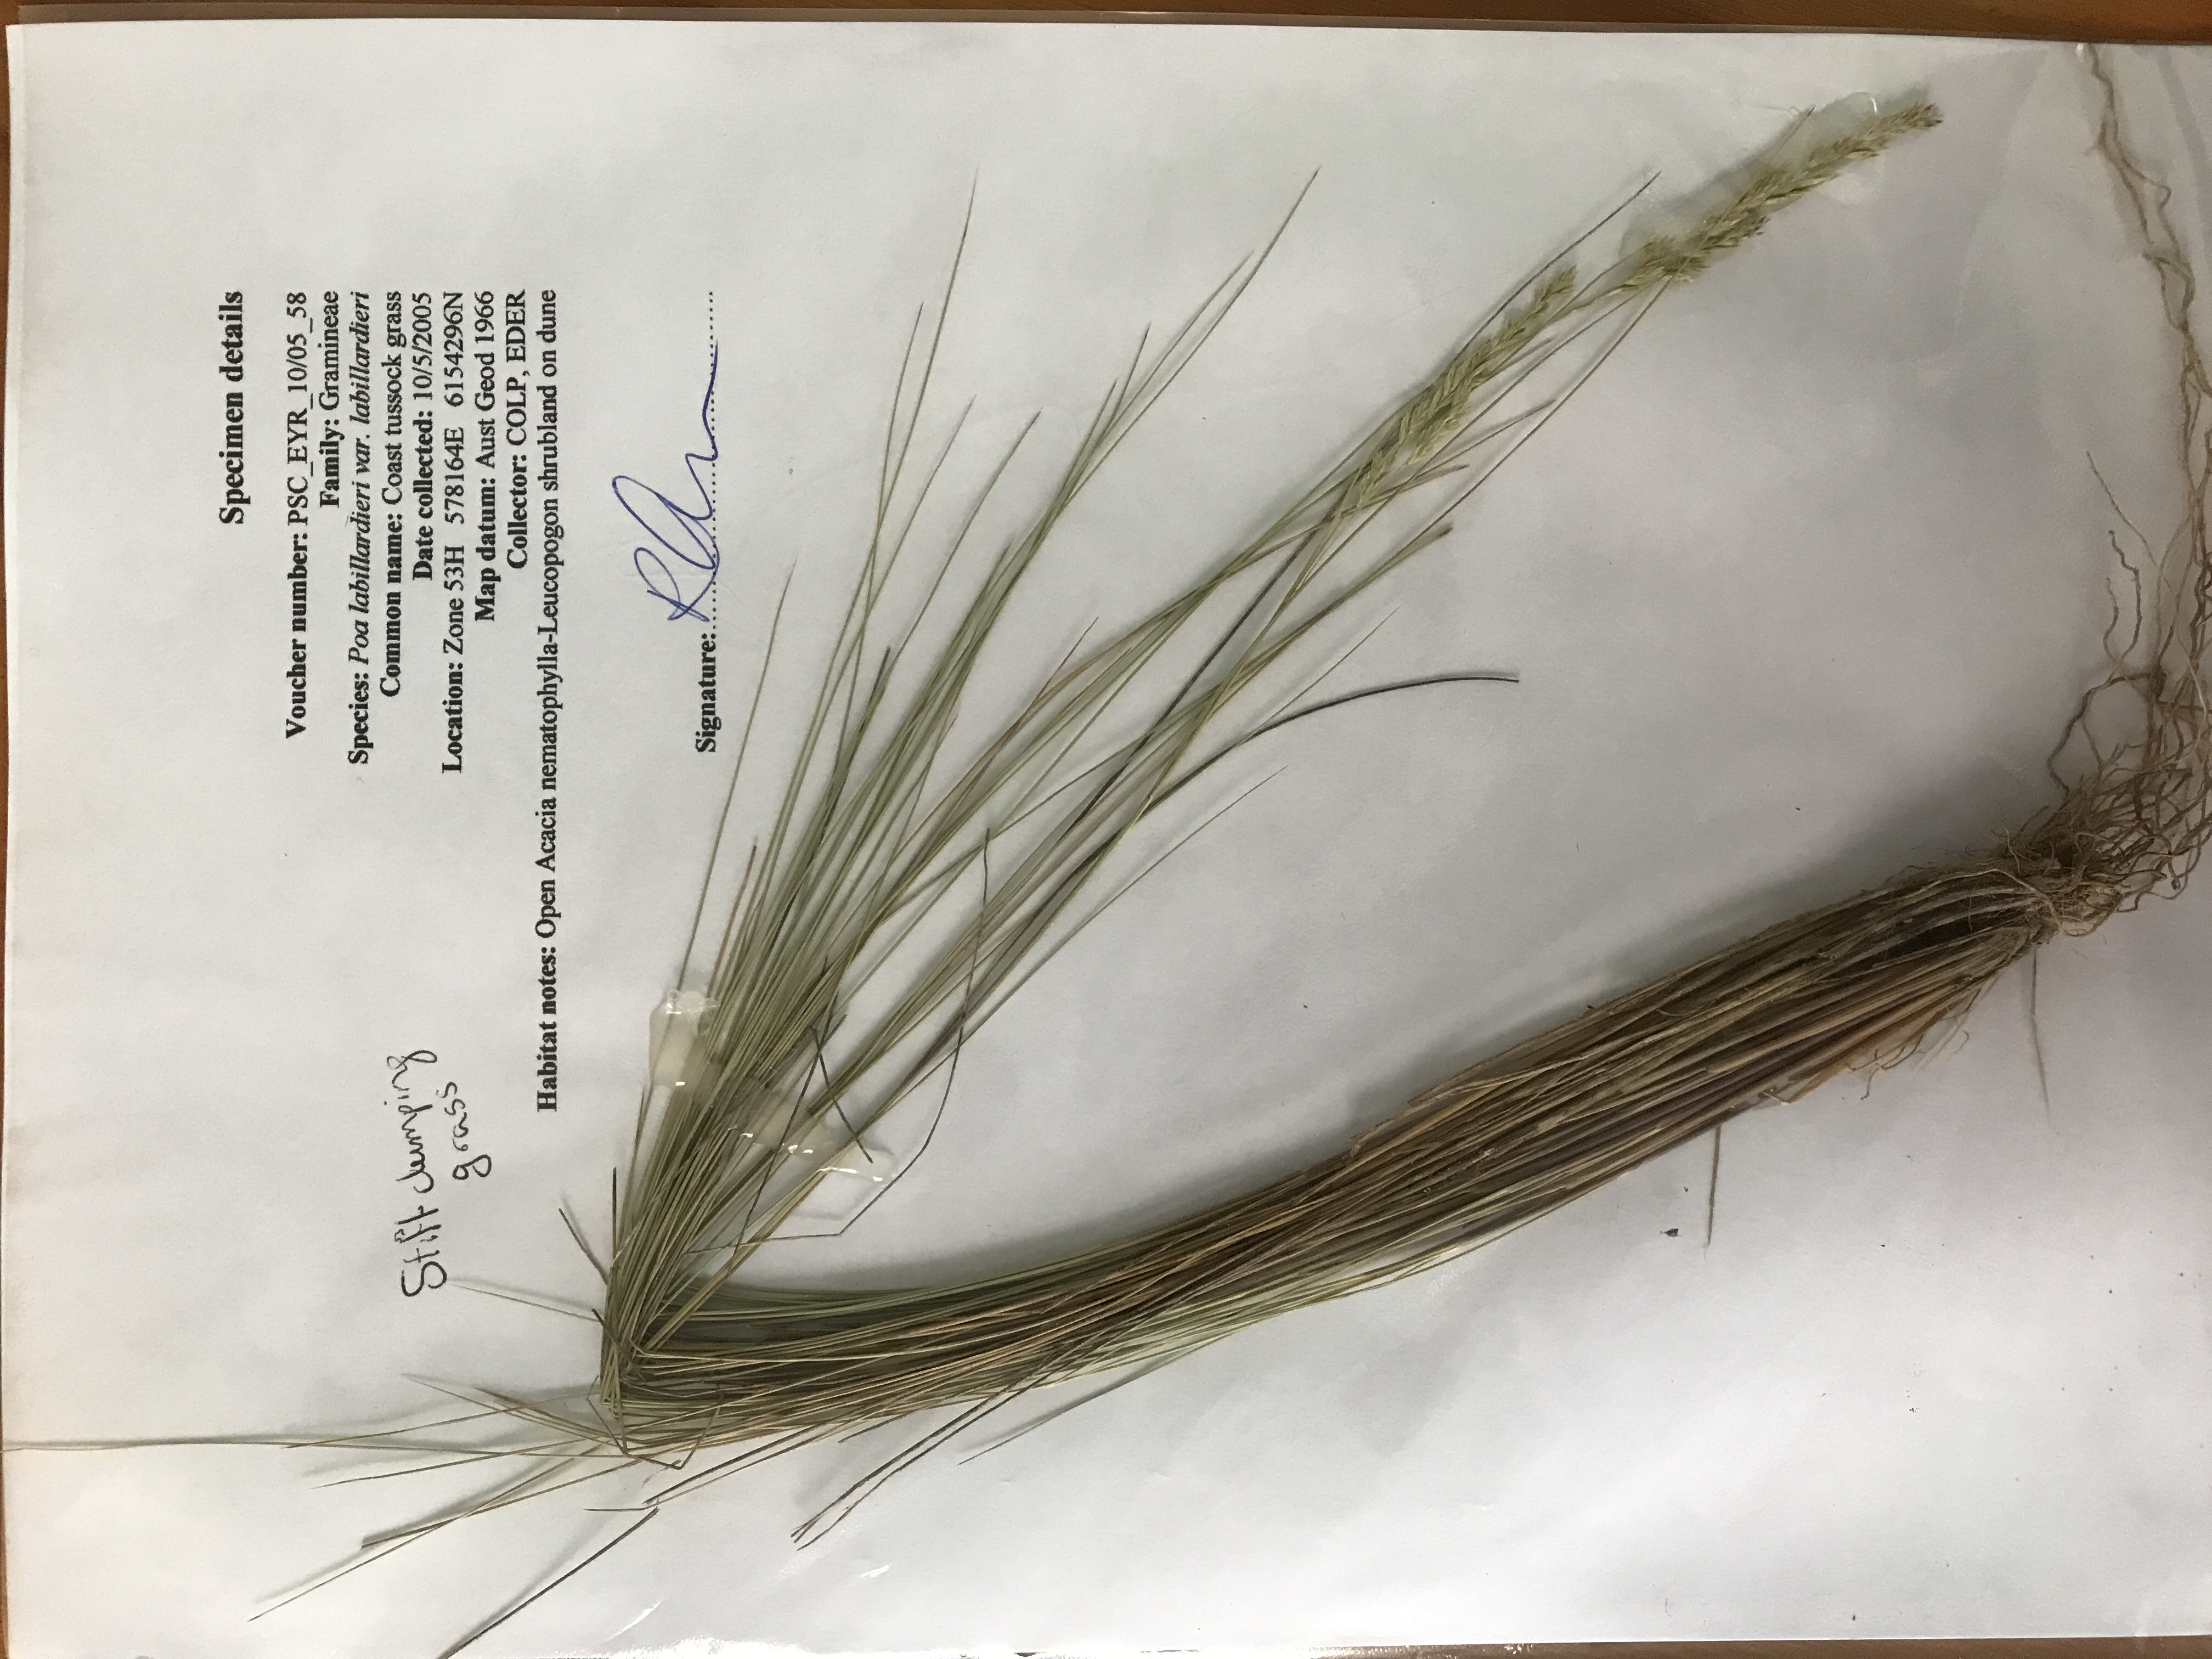 Specimen details
Voucher number: PSC_EYR_10/05_58
Family: Gramineae
Species: Poa labillardieri var. labillardieri
Common name: Coast tussock grass
Date collected: 10/5/2005
Location: Zone 53H 578164E 6154296N
Map datum: Aust Geod 1966
Collector: COLP, EDER
Habitat notes: Open Acacia nematophylla-Leucopogon shrubland on dune
Signature:
Stiff clumping
grass